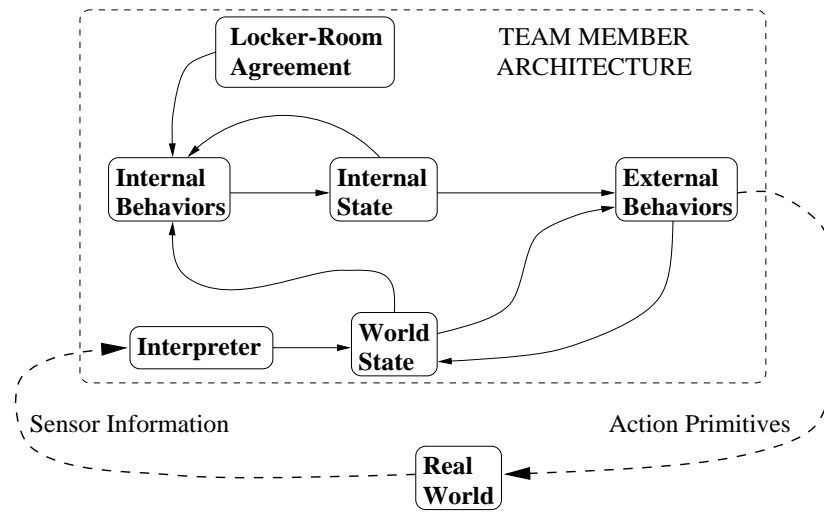 Locker-Room
Agreement
TEAM MEMBER
ARCHITECTURE
Internal
Behaviors
Internal
State
External
Behaviors
Interpreter
World
State
Sensor Information
Action Primitives
Real
World